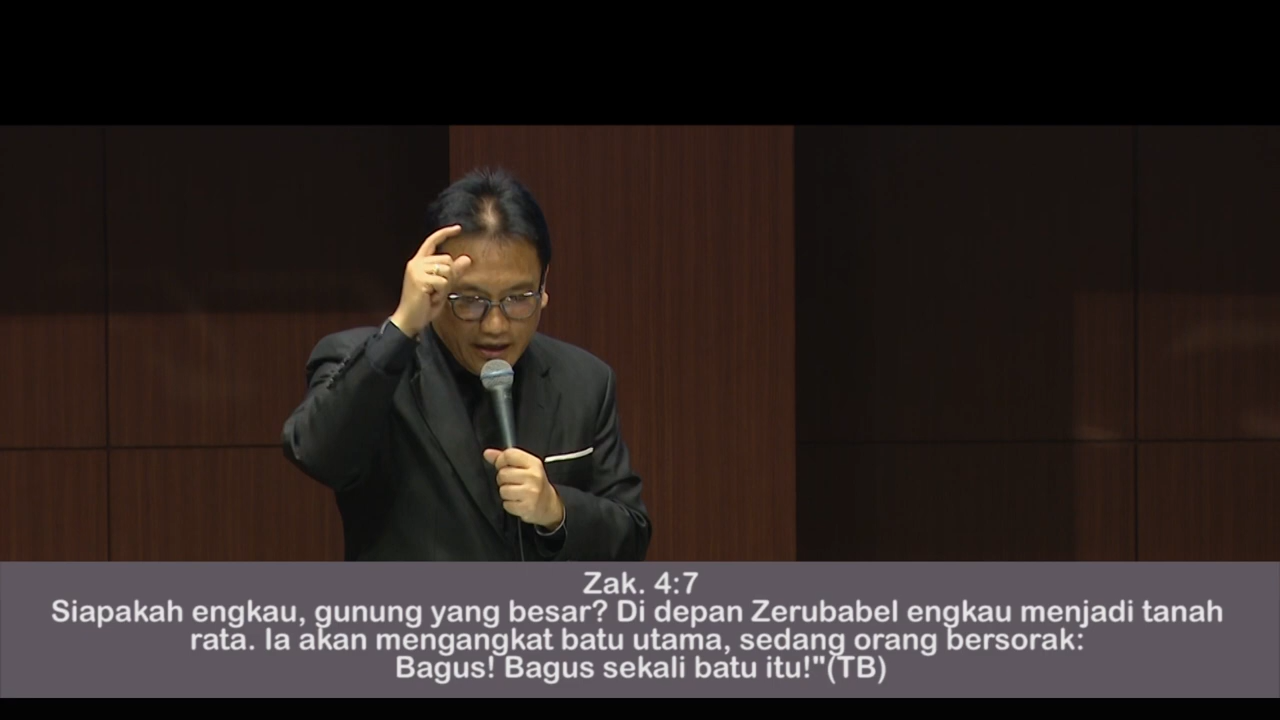 Zak. 4:7
Siapakah engkau, gunung yang besar? Di depan Zerubabel engkau menjadi tanah
rata. Ia akan mengangkat batu utama, sedang orang bersorak:
Bagus! Bagus sekali batu itu!"(TB)